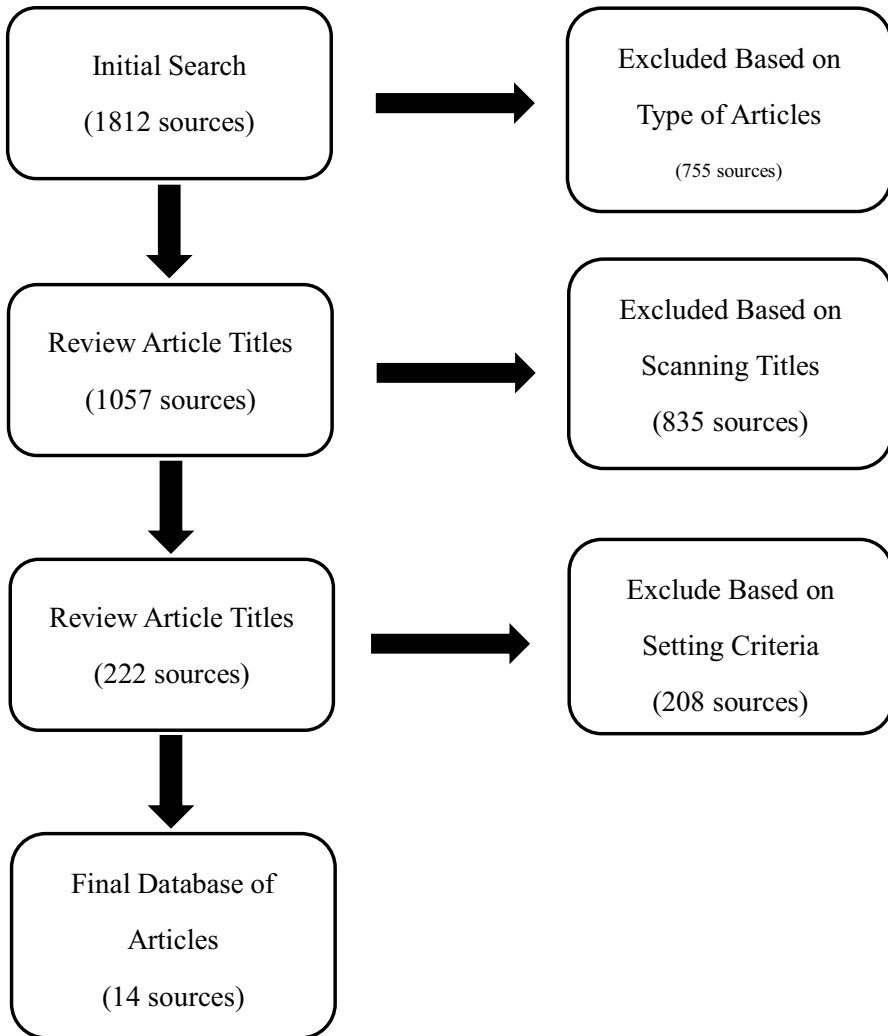 Initial Search
(1812 sources)
Excluded Based on
Type of Articles
(755 sources)
Review Article Titles
(1057 sources)
Excluded Based on
Scanning Titles
(835 sources)
Review Article Titles
(222 sources)
Exclude Based on
Setting Criteria
(208 sources)
Final Database of
Articles
(14 sources)